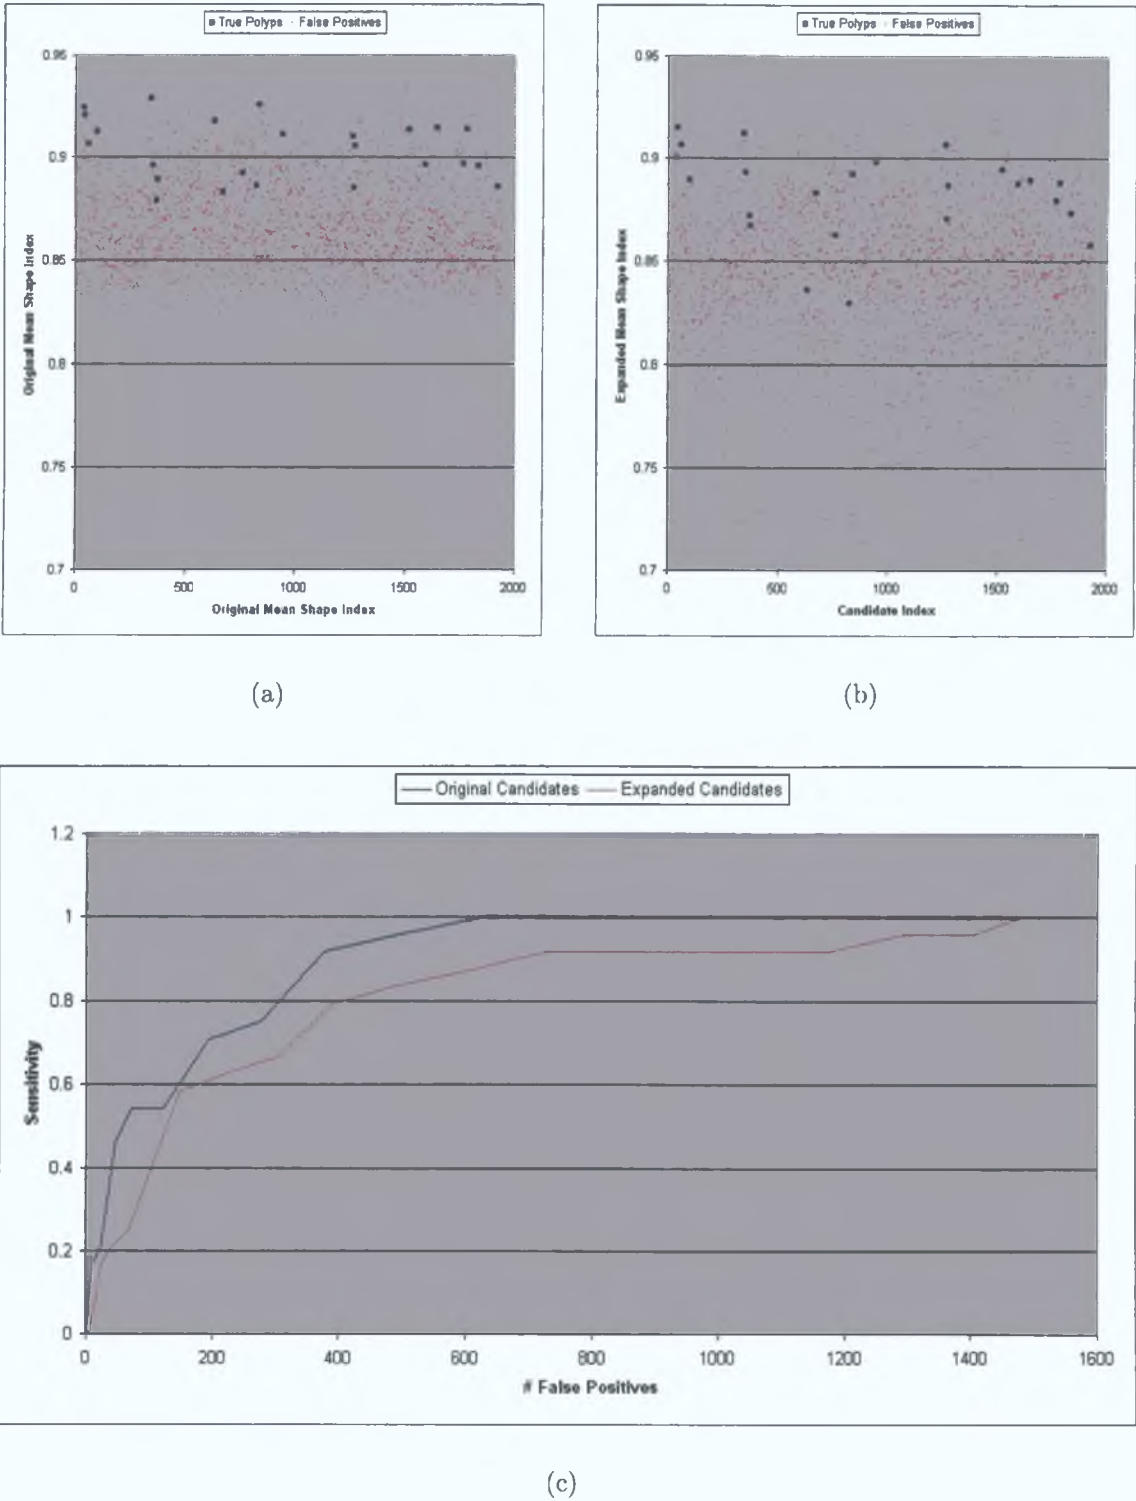 True Polyps False Positives
0.95
0.9
0.85
0.8
0.75
0.7
0 500 1000 1500 2000
Original Mean Shape Index
Original Mean Shape Index
(a)
True Polyps False Positives
0.95
0.9
0.85
0.8
0.75
0.7
0 500 1000 1500 2000
Expanded Mean Shape Index
Candidate Index
(b)
Original Candidates Expanded Candidates
1.2
1
0.8
0.6
0.4
0.2
0
0 200 400 600 800 1000 1200 1400 1600
Sensitivity
# False Positives
(c)